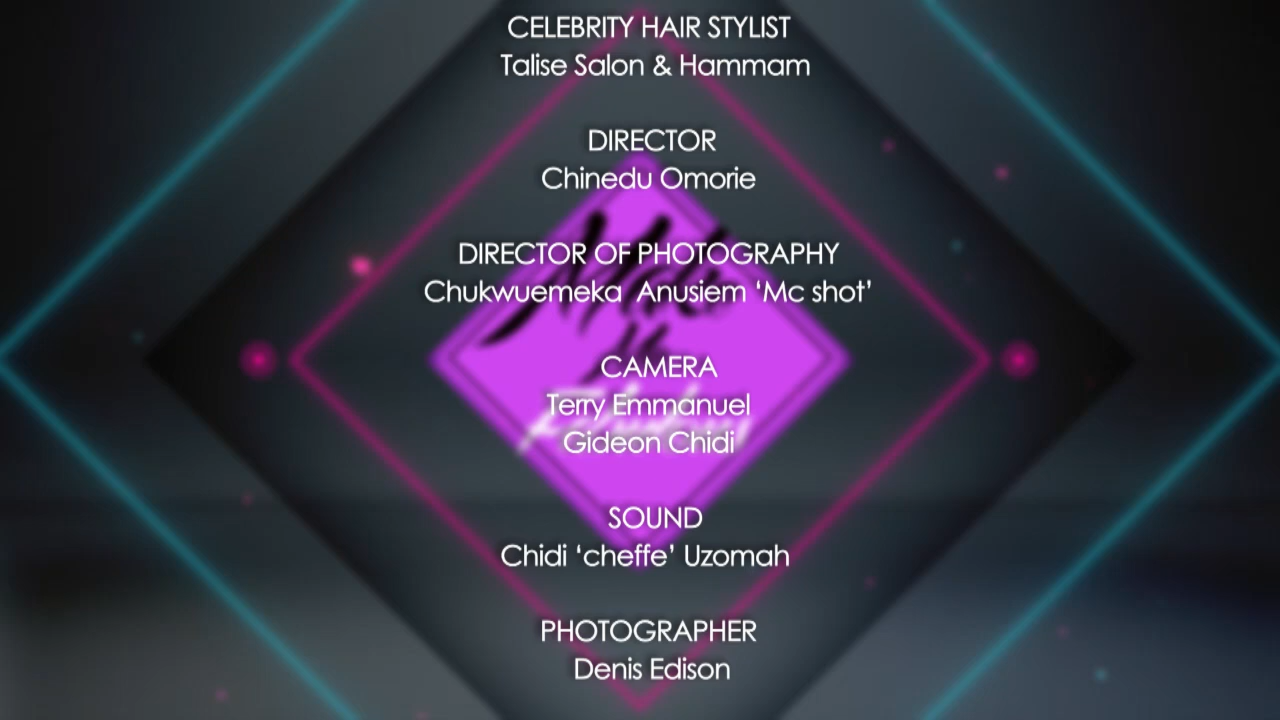 CELEBRITY HAIR STYLIST
Talise Salon & Hammam
DIRECTOR
Chinedu Omorie
DIRECTOR OF PHOTOGRAPHY
Chukwuemeka Anusiem ‘Mc shot’
CAMERA
Terry Emmanuel
Gideon Chidi
SOUND
Chidi ‘cheffe’ Uzomah
PHOTOGRAPHER
Denis Edison